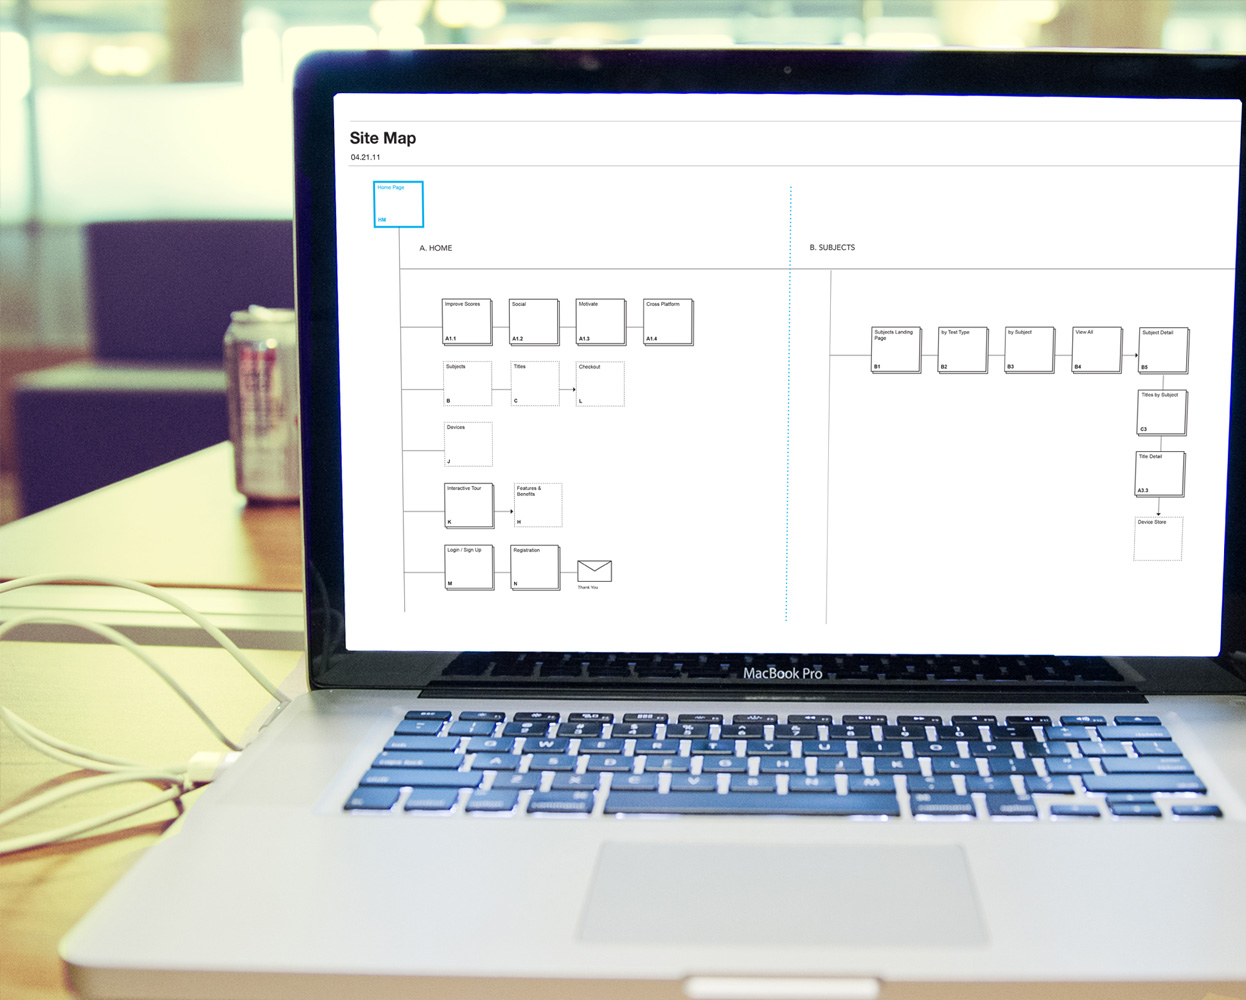 Site Map
04.21.11
Home Page
HM
A. HOME
B. SUBJECTS
Improve Scores
A1.1
Social
A1.2
Motivate
A1.3
Cross Platform
A1.4
Subjects
B
Titles
C
Checkout
L
Devices
J
Interactive Tour
K
Features &
Benefits
H
Login / Sign Up
M
Registration
N
Thank You
Subjects Landing
Page
B1
by Test Type
B2
by Subject
B3
View All
B4
Subject Detail
B5
Titles by Subject
C3
Title Detail
A3.3
Device Store
MacBook Pro
Q W E R T Y U I O P
A S D F G H J K L
Z X C V B N M